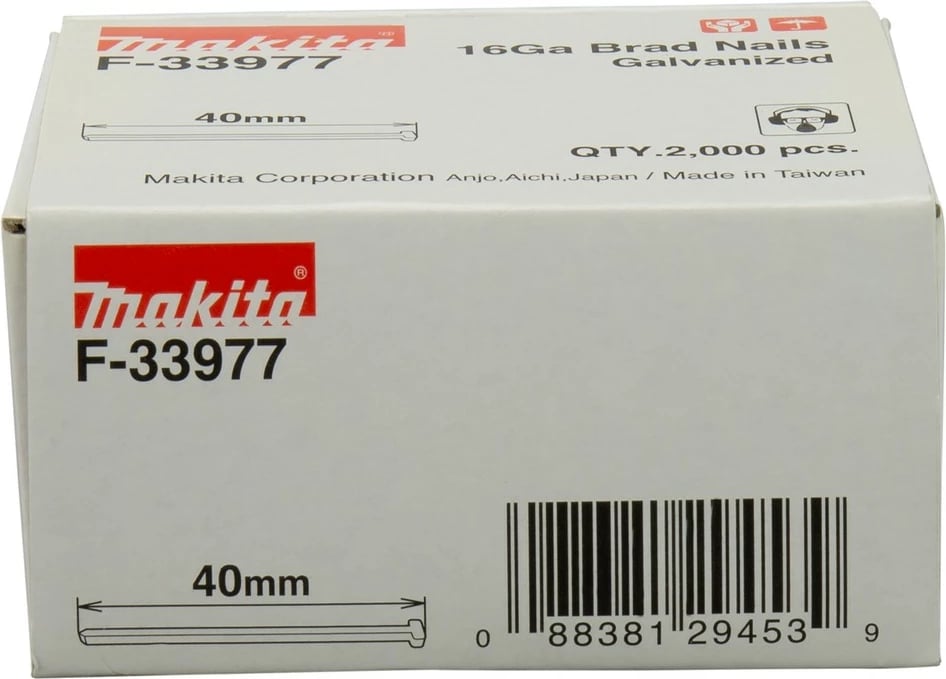 makita
F-33977
16Ga Brad Nails
Galvanized
40mm
QTY.2,000 pcs.
Makita Corporation Anjo,Aichi,Japan / Made in Taiwan
makita®
F-33977
40mm
0 88381 29453 9